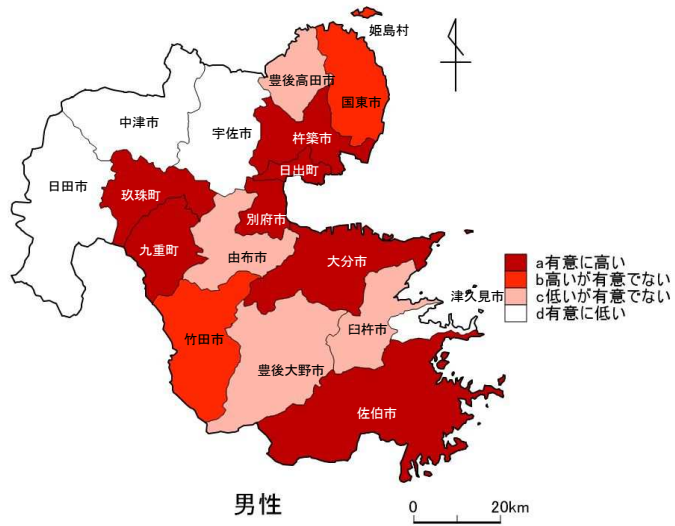 姫島村
豊後高田市
国東市
中津市
宇佐市
杵築市
日出町
日田市
玖珠町
別府市
九重町
由布市
大分市
a有意に高い
b高いが有意でない
c低いが有意でない
d有意に低い
津久見市
臼杵市
竹田市
豊後大野市
佐伯市
男性
0 20km